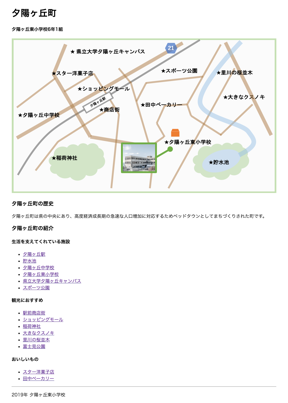 夕陽ヶ丘町
夕陽ヶ丘東小学校6年1組
★ 県立大学夕陽ヶ丘キャンパス
21
★スター洋菓子店
★スポーツ公園
★里川の桜並木
★ショッピングモール
★大きなクスノキ
夕陽ヶ丘駅
★商店街
★田中ベーカリー
★夕陽ヶ丘中学校
★夕陽ヶ丘東小学校
★稲荷神社
★貯水池
夕陽ヶ丘町の歴史
夕陽ヶ丘町は県の中央にあり、高度経済成長期の急速な人口増加に対応するためベッドタウンとしてまちづくりされた町です。
夕陽ヶ丘町の紹介
生活を支えてくれている施設
夕陽ヶ丘駅
貯水池
夕陽ヶ丘中学校
夕陽ヶ丘東小学校
県立大学夕陽ヶ丘キャンパス
スポーツ公園
観光におすすめ
駅前商店街
ショッピングモール
稲荷神社
大きなクスノキ
里川の桜並木
富士見公園
おいしいもの
スター洋菓子店
田中ベーカリー
2019年 夕陽ヶ丘東小学校